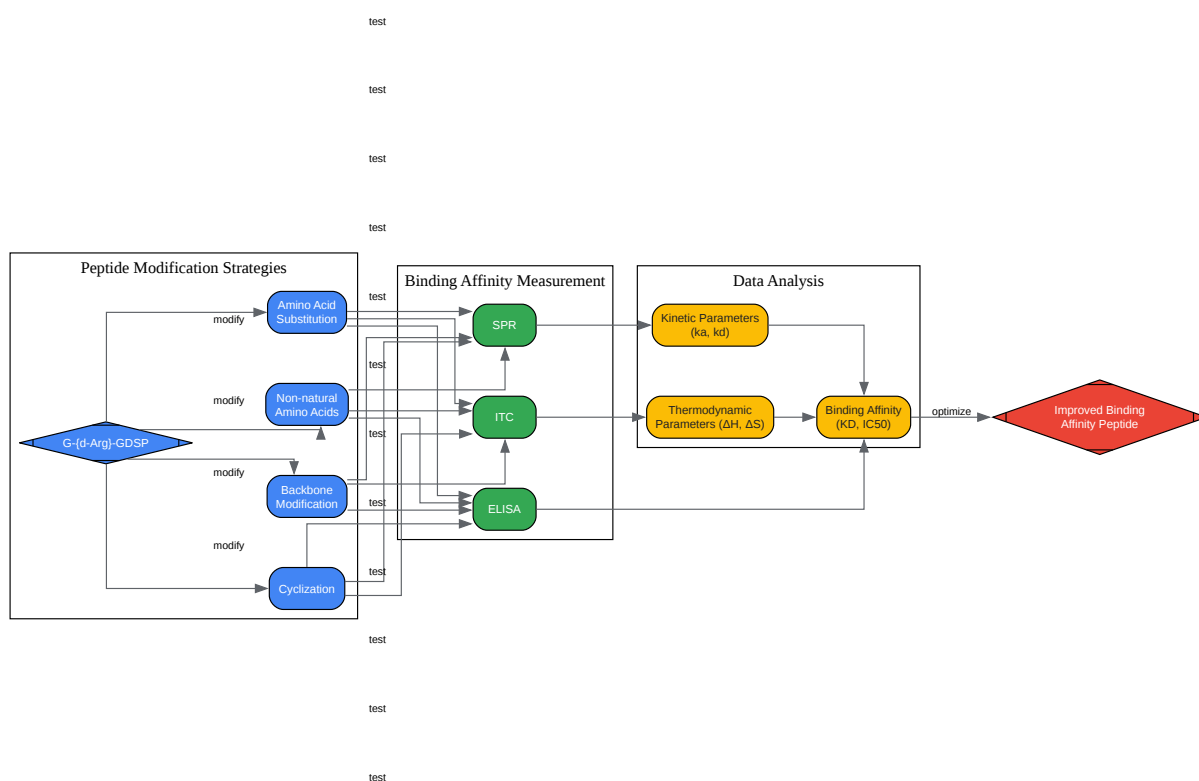 test
test
test
test
Peptide Modification Strategies
G-{d-Arg}-GDSP
modify
modify
modify
modify
Amino Acid
Substitution
Non-natural
Amino Acids
Backbone
Modification
Cyclization
test
test
test
test
test
Binding Affinity Measurement
SPR
ITC
ELISA
Data Analysis
Kinetic Parameters
(ka, kd)
Thermodynamic
Parameters (ΔH, ΔS)
Binding Affinity
(KD, IC50)
optimize
Improved Binding
Affinity Peptide
test
test
test